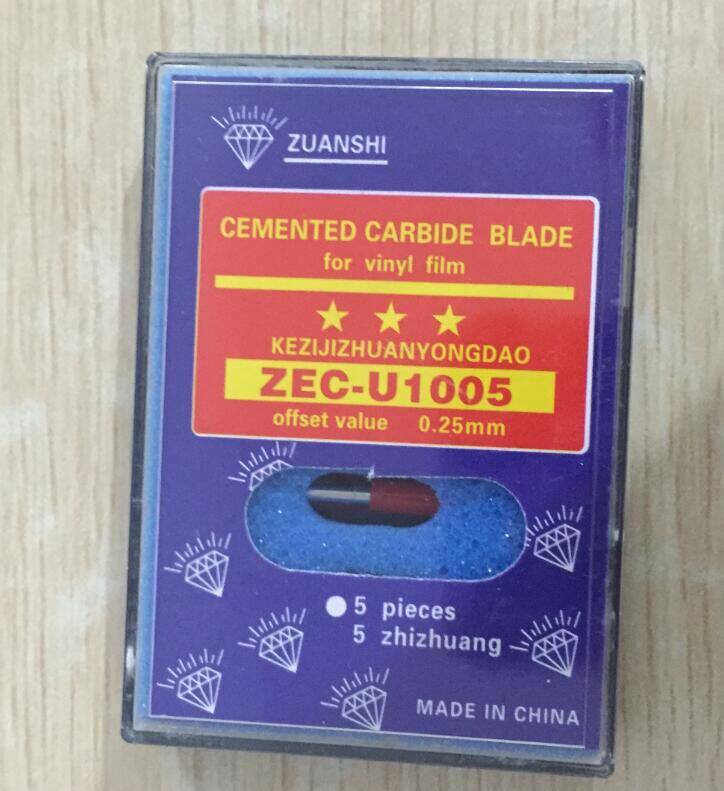 ZUANSHI
CEMENTED CARBIDE BLADE
for vinyl film
KEZIJIZHUANYONGDAO
ZEC-U1005
offset value 0.25mm
5 pieces
5 zhizhuang
MADE IN CHINA